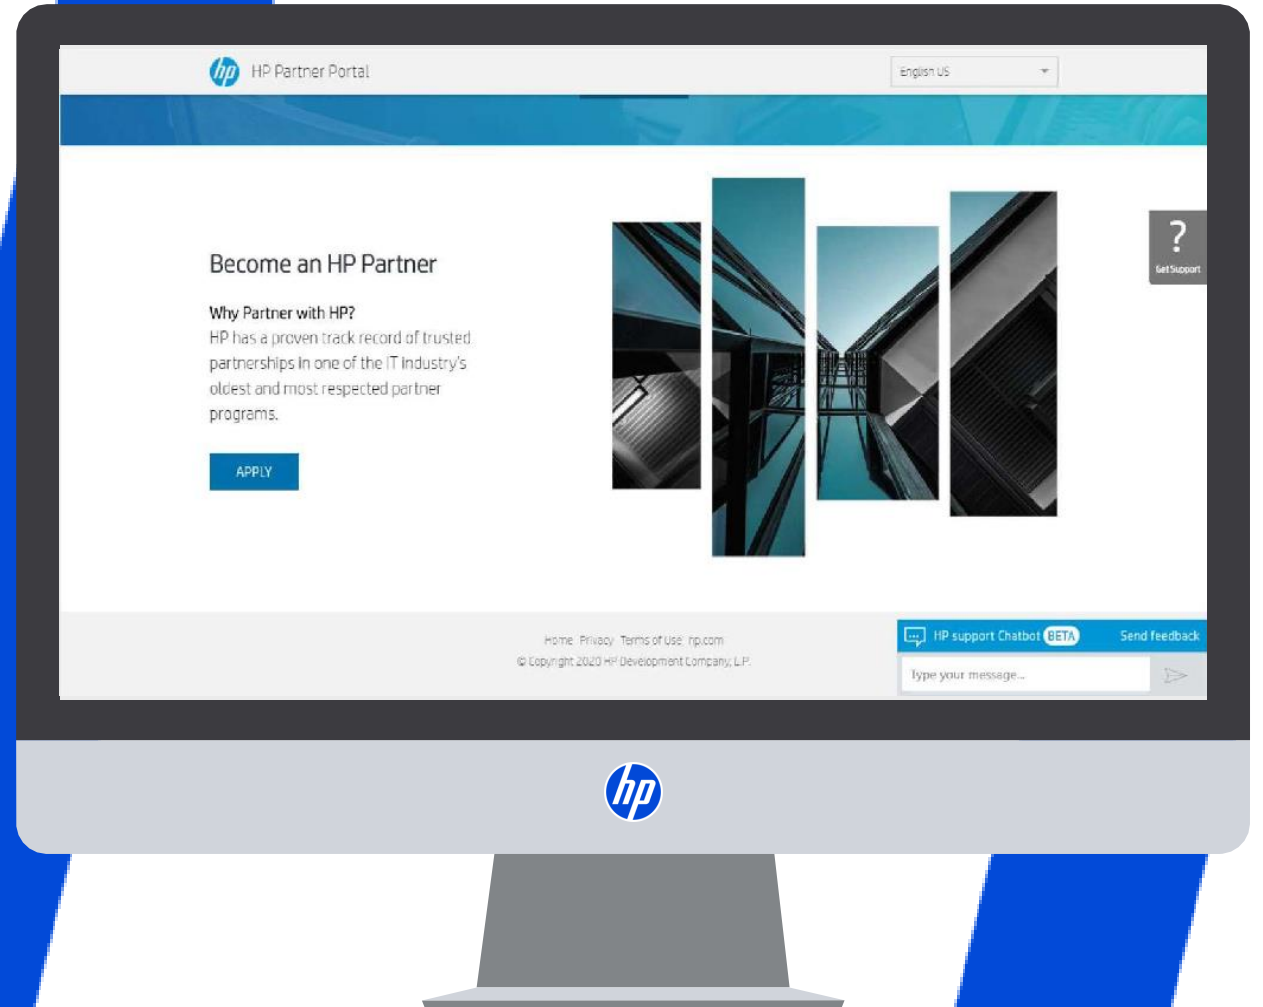 hp HP Partner Portal
English US
Become an HP Partner
Why Partner with HP?
HP has a proven track record of trusted
partnerships in one of the IT industry's
oldest and most respected partner
programs.
APPLY
?
Get Support
Home Privacy Terms of Use hp.com
© Copyright 2020 HP Development Company, L.P.
HP support Chatbot BETA Send feedback
Type your message...
hp